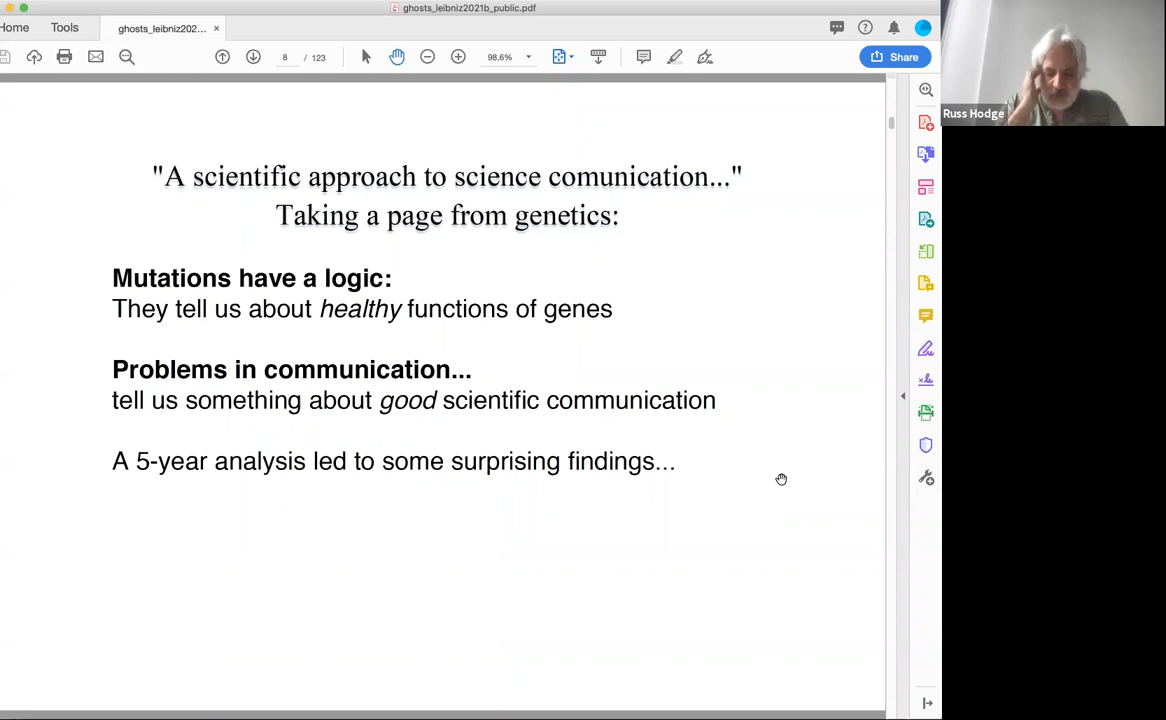 ghosts_leibniz2021b_public.pdf
Home
Tools
ghosts_leibniz202... ×
8 / 123
98,6%
Share
Russ Hodge
"A scientific approach to science comunication..."
Taking a page from genetics:
Mutations have a logic:
They tell us about healthy functions of genes
Problems in communication...
tell us something about good scientific communication
A 5-year analysis led to some surprising findings...